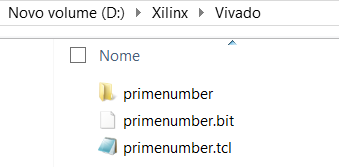 Novo volume (D:) Xilinx Vivado
Nome
primenumber
primenumber.bit
primenumber.tcl